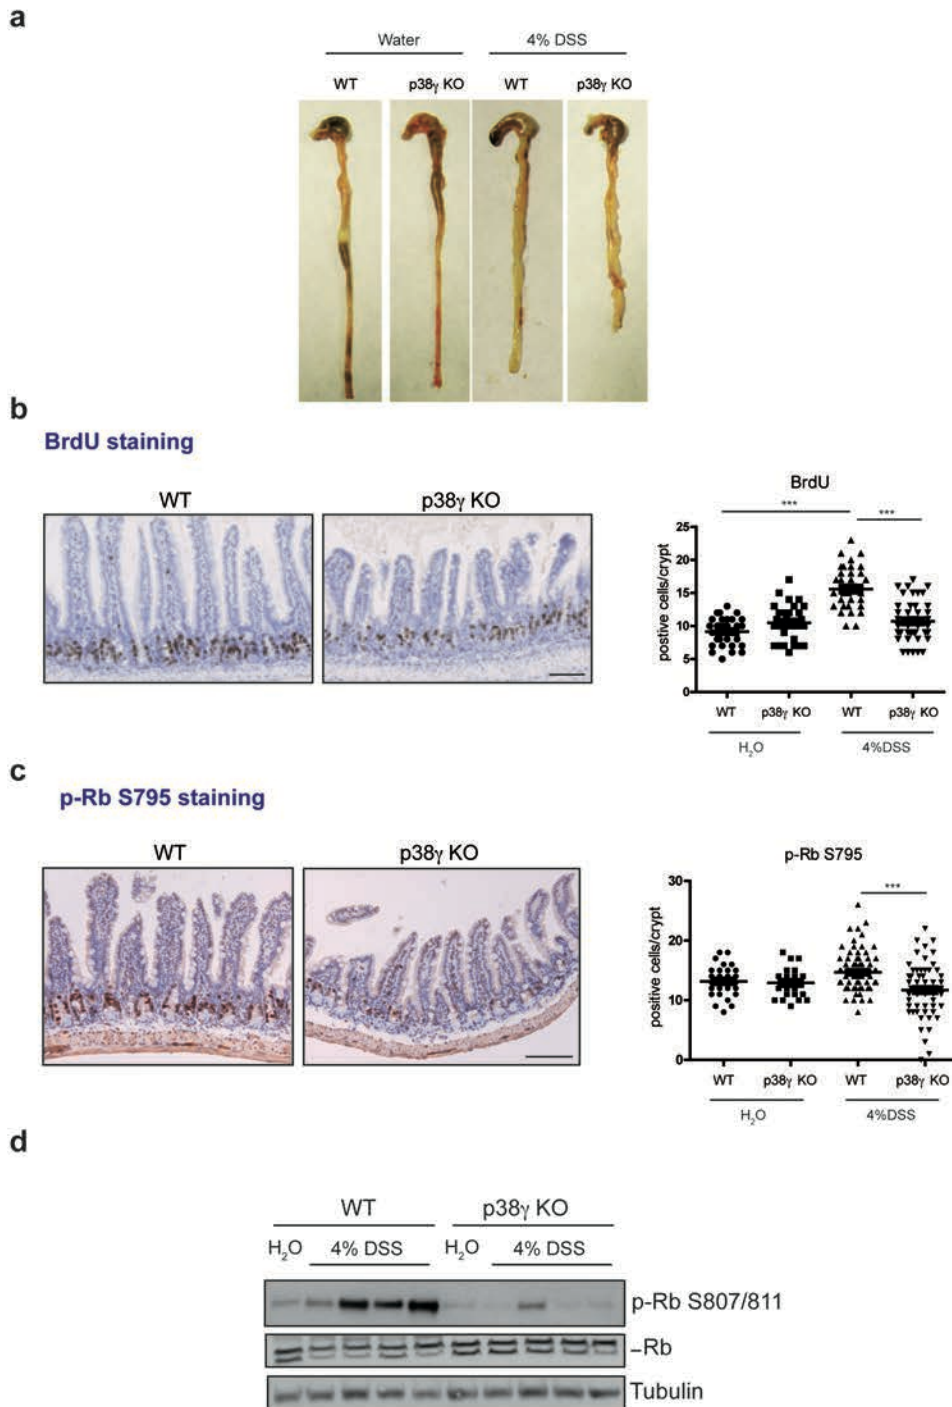 a
Water 4% DSS
WT p38γ KO WT p38γ KO
b
BrdU staining
WT p38γ KO
BrdU
***
***
postive cells/crypt
25
20
15
10
5
0
WT p38γ KO WT p38γ KO
H₂O 4%DSS
c
p-Rb S795 staining
WT p38γ KO
p-Rb S795
***
positive cells/crypt
30
20
10
0
WT p38γ KO WT p38γ KO
H₂O 4%DSS
d
WT p38γ KO
H₂O 4% DSS H₂O 4% DSS
p-Rb S807/811
–Rb
Tubulin